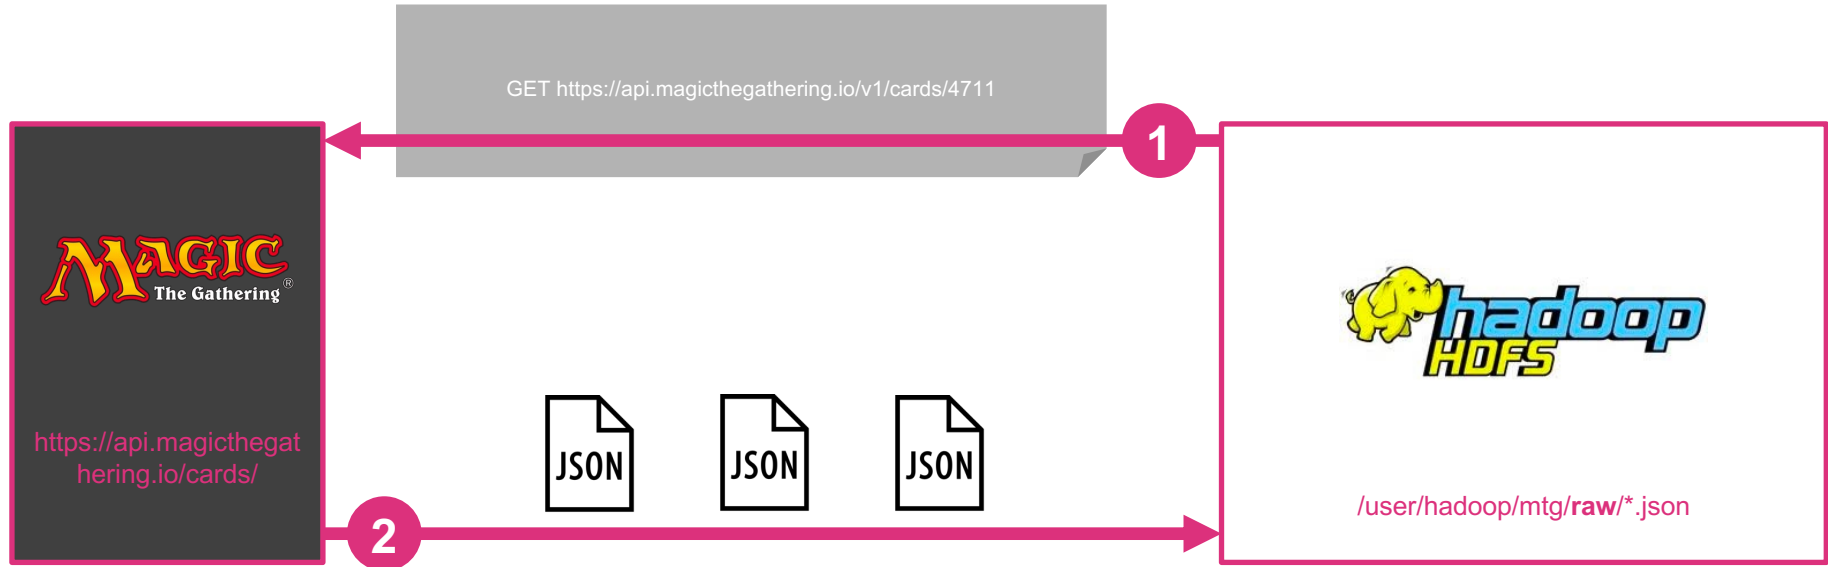 GET https://api.magicthegathering.io/v1/cards/4711
1
MAGIC
The Gathering®
hadoop
HDFS
https://api.magicthegat
hering.io/cards/
JSON
JSON
JSON
/user/hadoop/mtg/raw/*.json
2